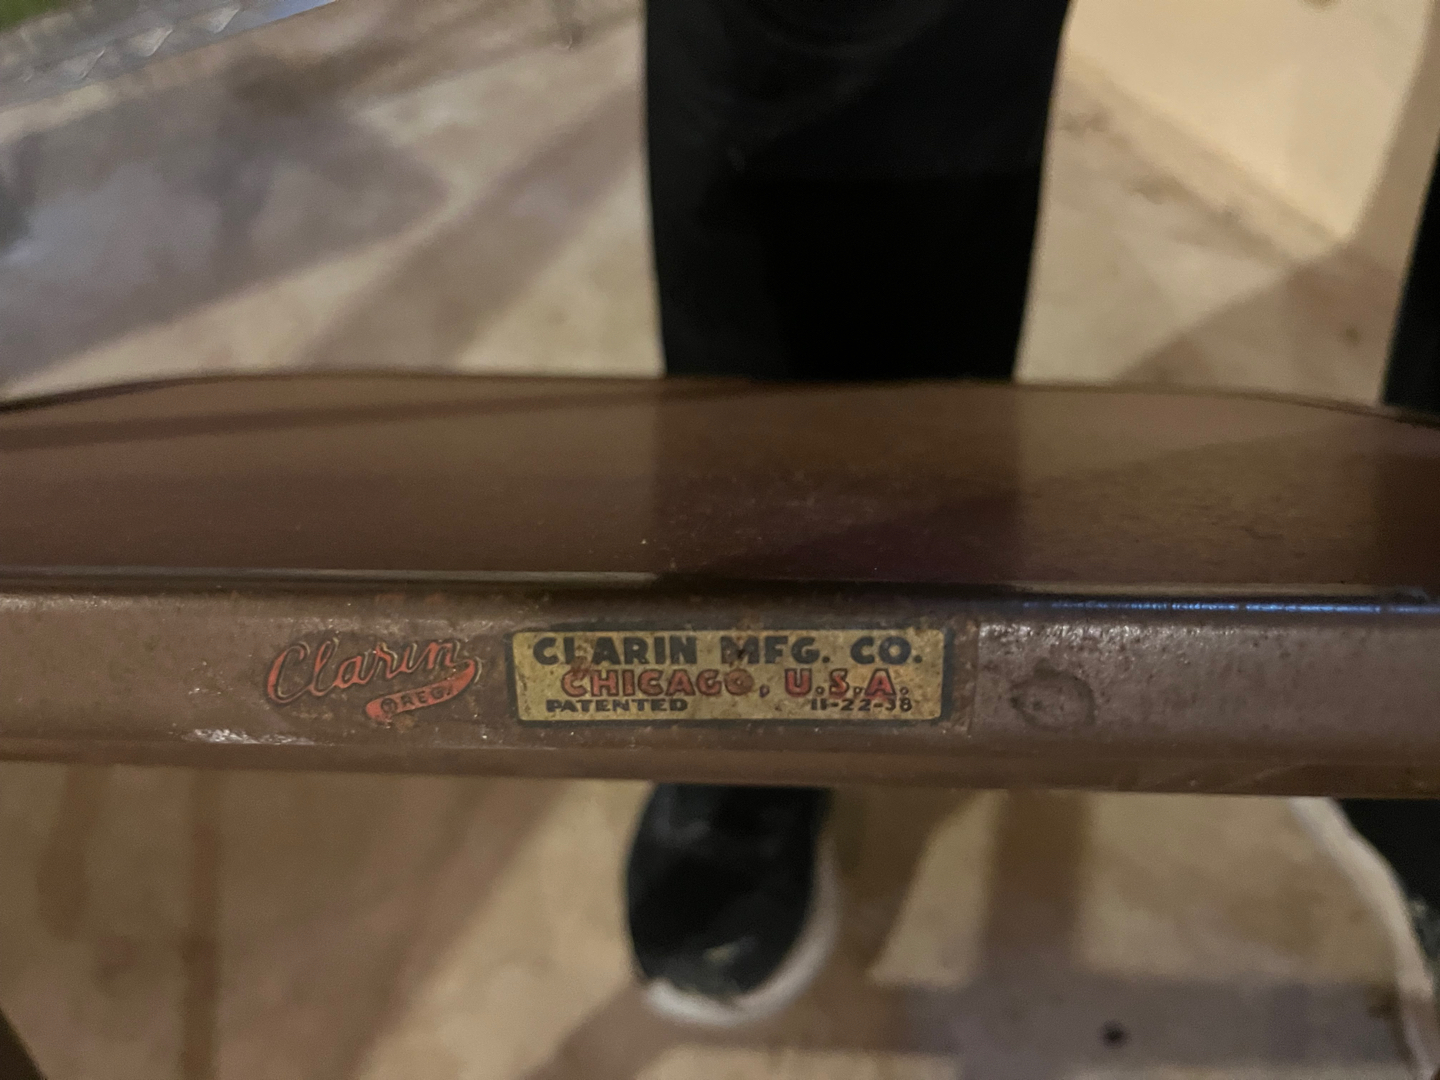 Clarin
REG.
CLARIN MFG. CO.
CHICAGO, U.S.A.
PATENTED 11-22-38